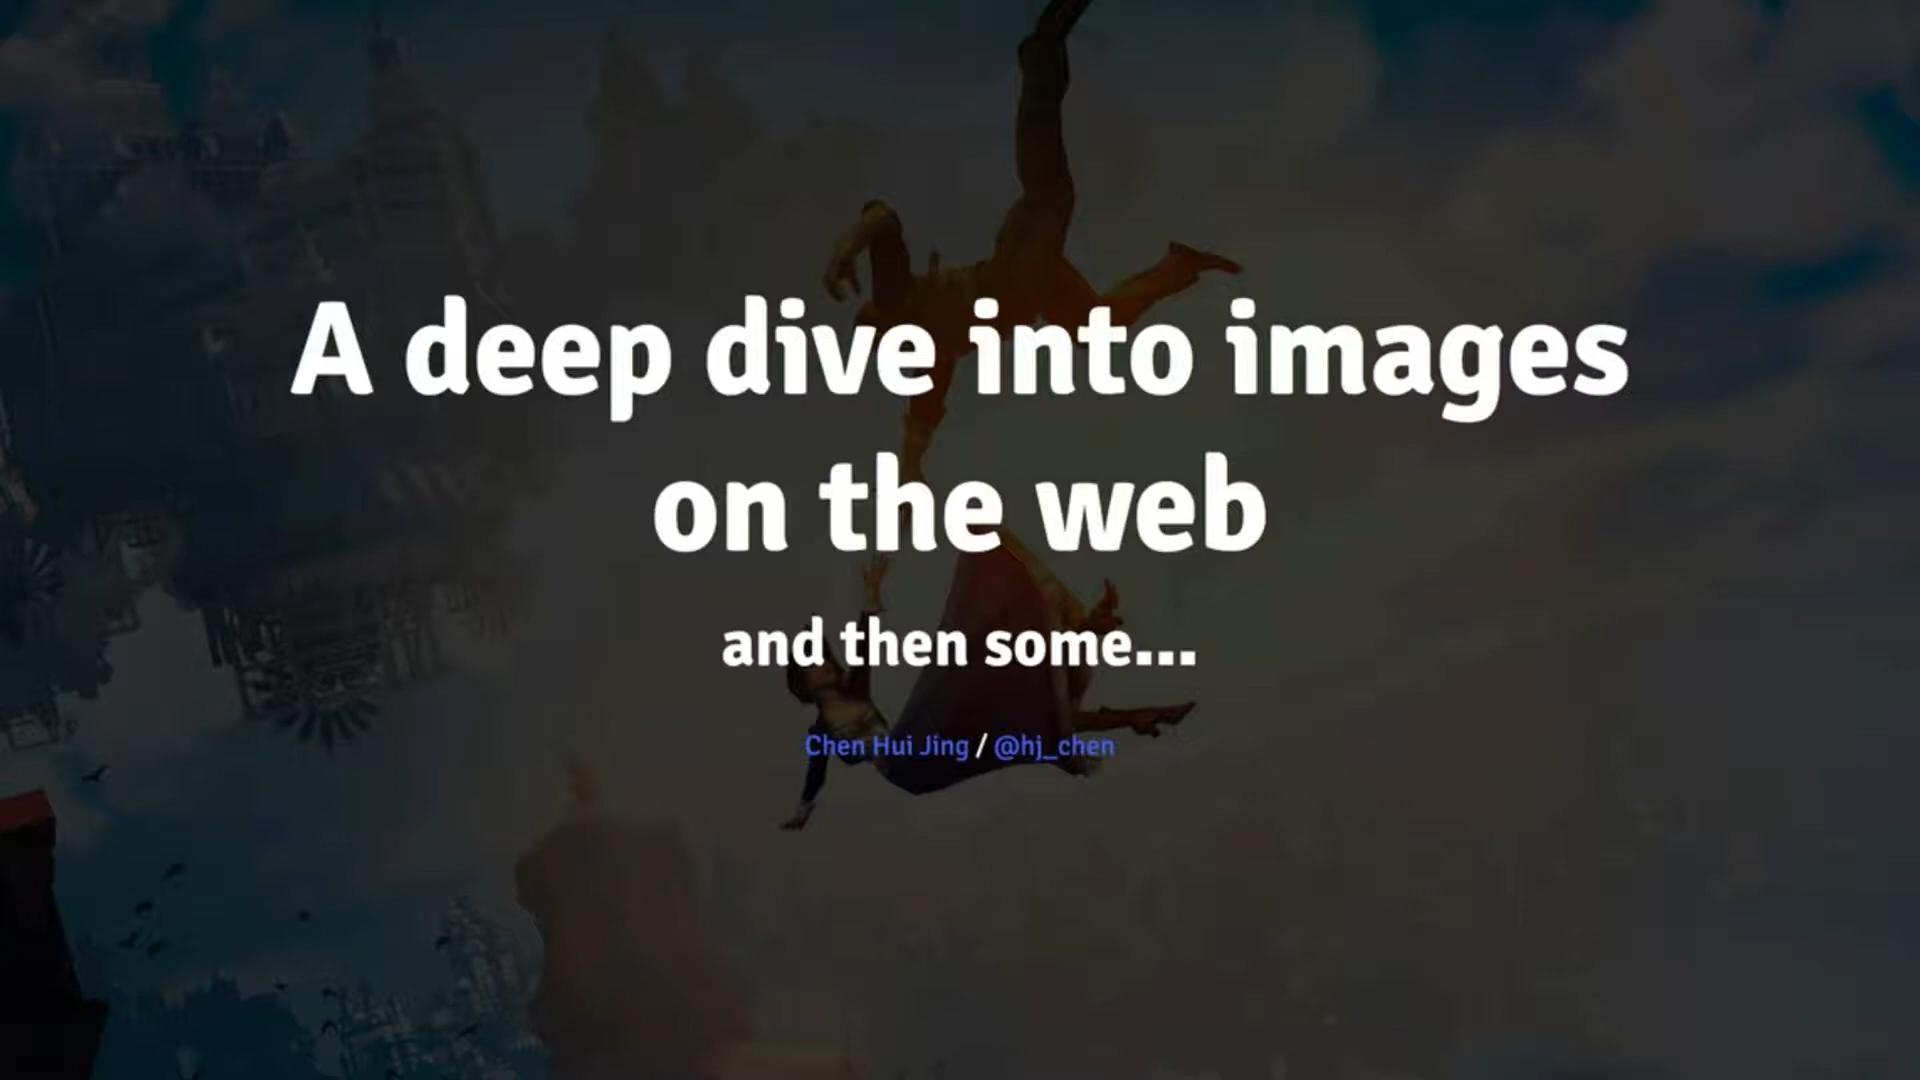 A deep dive into images
on the web
and then some...
Chen Hui Jing / @hj_chen